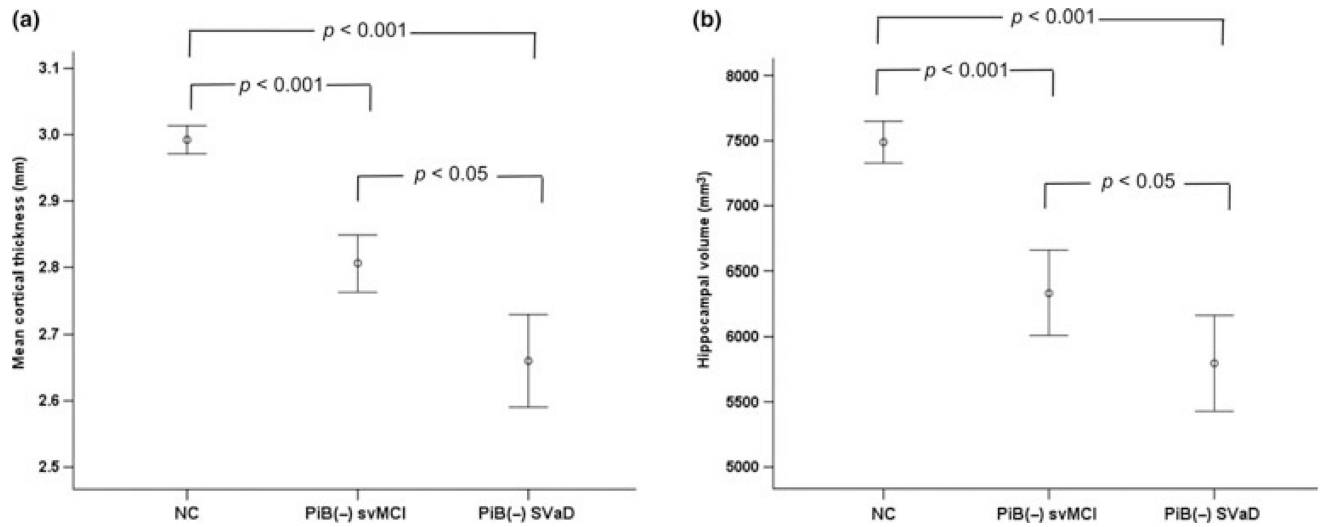 (a)
p < 0.001
p < 0.001
p < 0.05
3.1
3.0
2.9
2.8
2.7
2.6
2.5
Mean cortical thickness (mm)
NC
PiB(–) svMCI
PiB(–) SVaD
(b)
p < 0.001
p < 0.001
p < 0.05
8000
7500
7000
6500
6000
5500
5000
Hippocampal volume (mm³)
NC
PiB(–) svMCI
PiB(–) SVaD